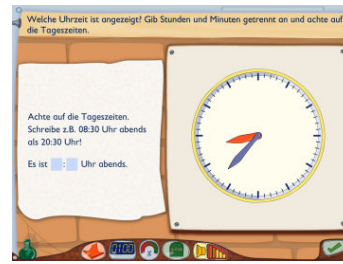 Welche Uhrzeit ist angezeigt? Gib Stunden und Minuten getrennt an und achte auf
die Tageszeiten.
Achte auf die Tageszeiten.
Schreibe z.B. 08:30 Uhr abends
als 20:30 Uhr!
Es ist : Uhr abends.